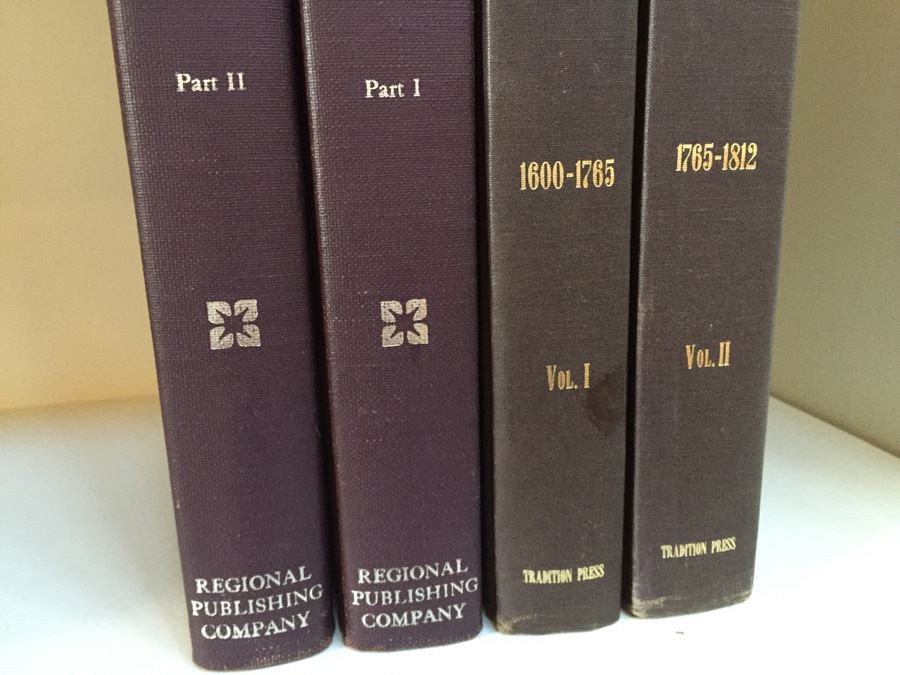 Part II
REGIONAL
PUBLISHING
COMPANY
Part I
REGIONAL
PUBLISHING
COMPANY
1600-1765
VOL. I
TRADITION PRESS
1765-1812
VOL. II
TRADITION PRESS